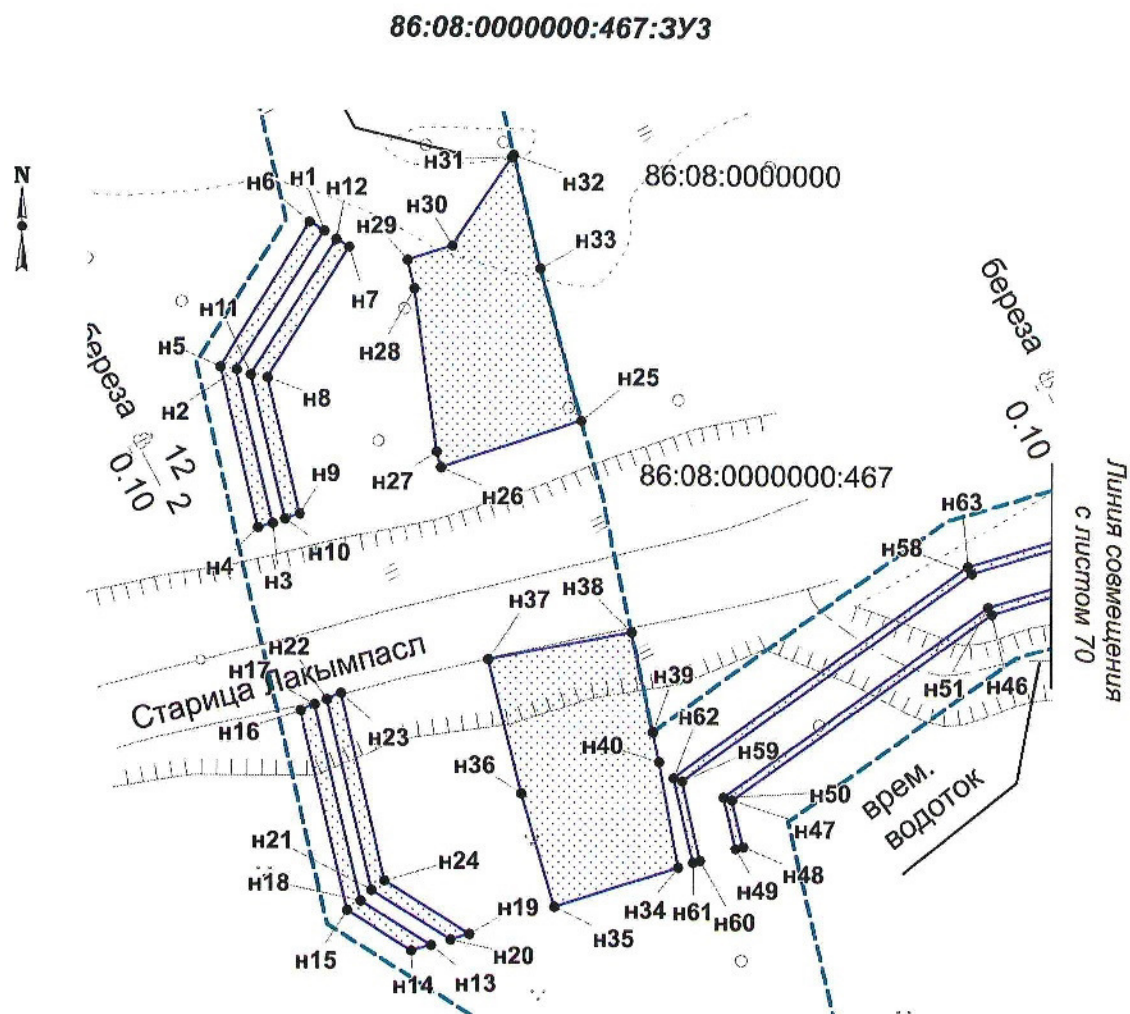 86:08:0000000:467:ЗУ3
N
н31
н32
86:08:0000000
н6
н1
н12
н29
н30
н33
н7
н11
н28
н5
н2
н8
н25
береза
0.10
12
2
береза
0.10
н27
н26
86:08:0000000:467
н9
н10
н4
н3
н63
н58
Линия совмещения
с листом 70
н38
н37
н22
н17
Старица Лакымпасл
н16
н23
н39
н62
н40
н59
н51
н46
н36
н50
н47
врем.
водоток
н21
н18
н24
н49
н48
н34
н61
н60
н19
н35
н15
н14
н13
н20